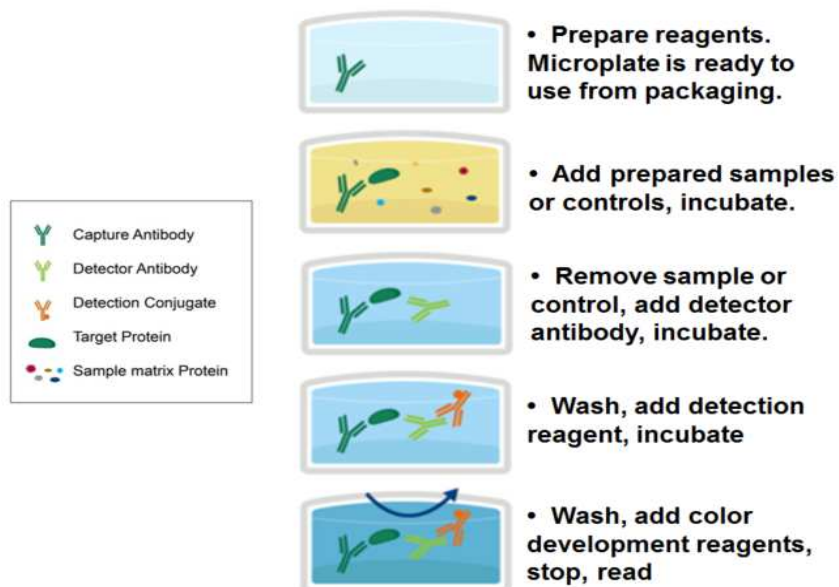 • Prepare reagents.
Microplate is ready to
use from packaging.
• Add prepared samples
or controls, incubate.
Capture Antibody
Detector Antibody
Detection Conjugate
Target Protein
Sample matrix Protein
• Remove sample or
control, add detector
antibody, incubate.
• Wash, add detection
reagent, incubate
• Wash, add color
development reagents,
stop, read